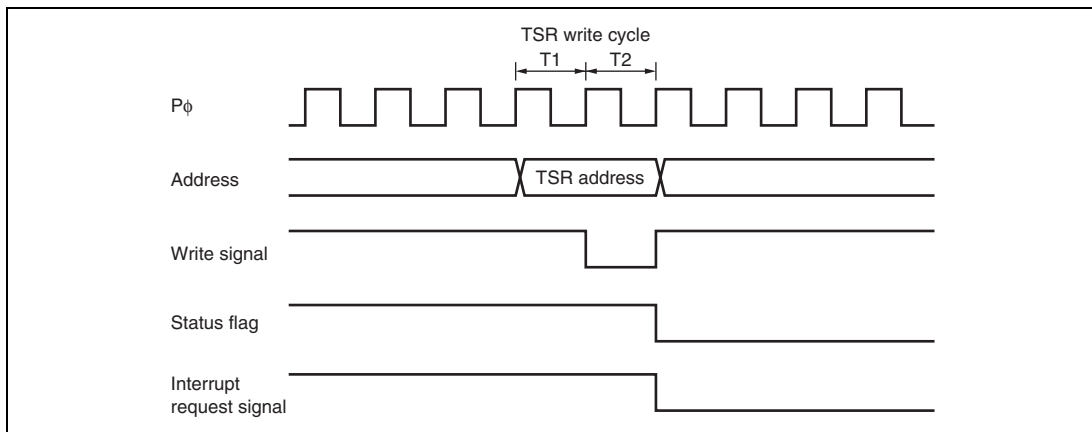 TSR write cycle
T1 T2
Pϕ
Address
TSR address
Write signal
Status flag
Interrupt
request signal